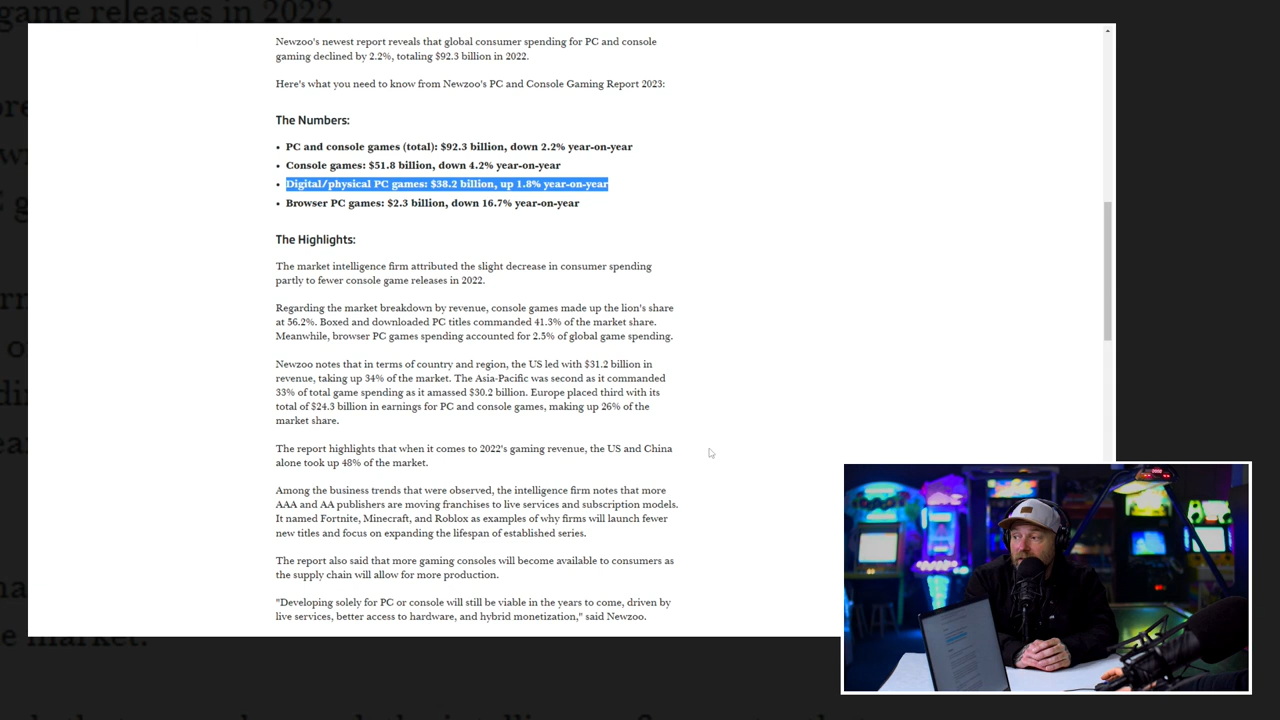 game releases in 2022.
Newzoo's newest report reveals that global consumer spending for PC and console
gaming declined by 2.2%, totaling $92.3 billion in 2022.
Here's what you need to know from Newzoo's PC and Console Gaming Report 2023:
The Numbers:
• PC and console games (total): $92.3 billion, down 2.2% year-on-year
• Console games: $51.8 billion, down 4.2% year-on-year
• Digital/physical PC games: $38.2 billion, up 1.8% year-on-year
• Browser PC games: $2.3 billion, down 16.7% year-on-year
The Highlights:
The market intelligence firm attributed the slight decrease in consumer spending
partly to fewer console game releases in 2022.
Regarding the market breakdown by revenue, console games made up the lion's share
at 56.2%. Boxed and downloaded PC titles commanded 41.3% of the market share.
Meanwhile, browser PC games spending accounted for 2.5% of global game spending.
Newzoo notes that in terms of country and region, the US led with $31.2 billion in
revenue, taking up 34% of the market. The Asia-Pacific was second as it commanded
33% of total game spending as it amassed $30.2 billion. Europe placed third with its
total of $24.3 billion in earnings for PC and console games, making up 26% of the
market share.
The report highlights that when it comes to 2022's gaming revenue, the US and China
alone took up 48% of the market.
Among the business trends that were observed, the intelligence firm notes that more
AAA and AA publishers are moving franchises to live services and subscription models.
It named Fortnite, Minecraft, and Roblox as examples of why firms will launch fewer
new titles and focus on expanding the lifespan of established series.
The report also said that more gaming consoles will become available to consumers as
the supply chain will allow for more production.
"Developing solely for PC or console will still be viable in the years to come, driven by
live services, better access to hardware, and hybrid monetization," said Newzoo.
e market.